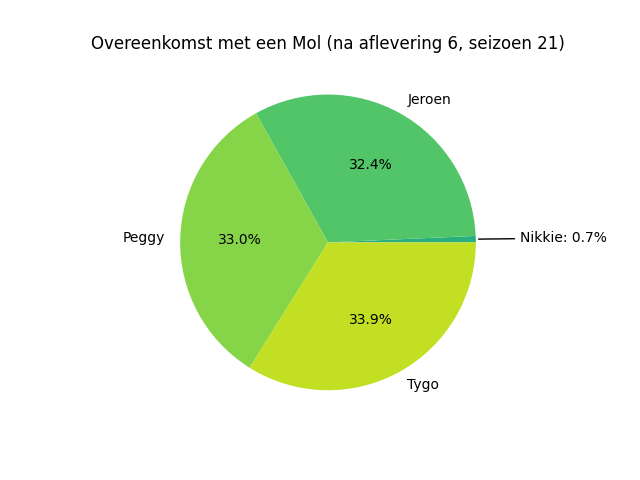 Overeenkomst met een Mol (na aflevering 6, seizoen 21)
Jeroen
32.4%
Peggy
33.0%
Nikkie: 0.7%
33.9%
Tygo